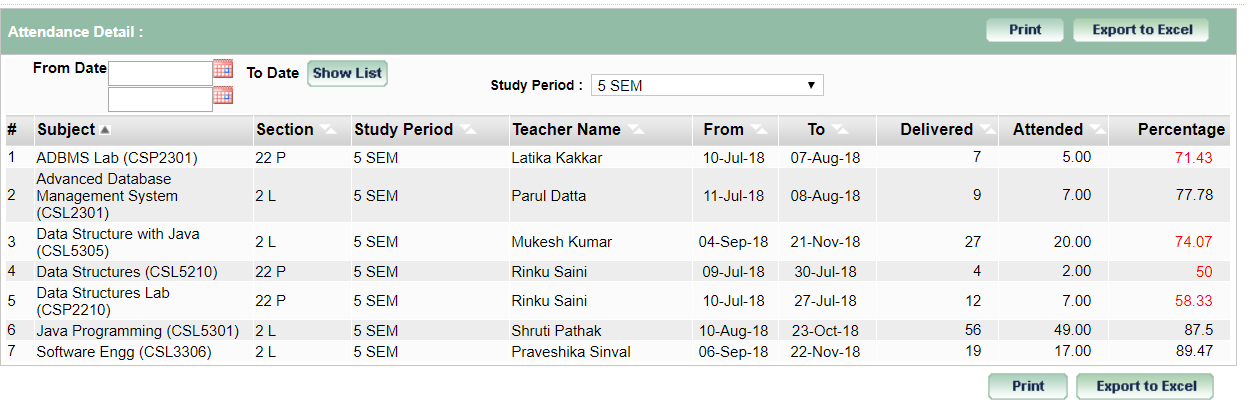 Attendance Detail :
Print Export to Excel
From Date To Date Show List
Study Period : 5 SEM
# Subject Section Study Period Teacher Name From To Delivered Attended Percentage
1 ADBMS Lab (CSP2301) 22 P 5 SEM Latika Kakkar 10-Jul-18 07-Aug-18 7 5.00 71.43
Advanced Database
2 Management System 2 L 5 SEM Parul Datta 11-Jul-18 08-Aug-18 9 7.00 77.78
(CSL2301)
Data Structure with Java
3 (CSL5305) 2 L 5 SEM Mukesh Kumar 04-Sep-18 21-Nov-18 27 20.00 74.07
4 Data Structures (CSL5210) 22 P 5 SEM Rinku Saini 09-Jul-18 30-Jul-18 4 2.00 50
Data Structures Lab
5 (CSP2210) 22 P 5 SEM Rinku Saini 10-Jul-18 27-Jul-18 12 7.00 58.33
6 Java Programming (CSL5301) 2 L 5 SEM Shruti Pathak 10-Aug-18 23-Oct-18 56 49.00 87.5
7 Software Engg (CSL3306) 2 L 5 SEM Praveshika Sinval 06-Sep-18 22-Nov-18 19 17.00 89.47
Print Export to Excel